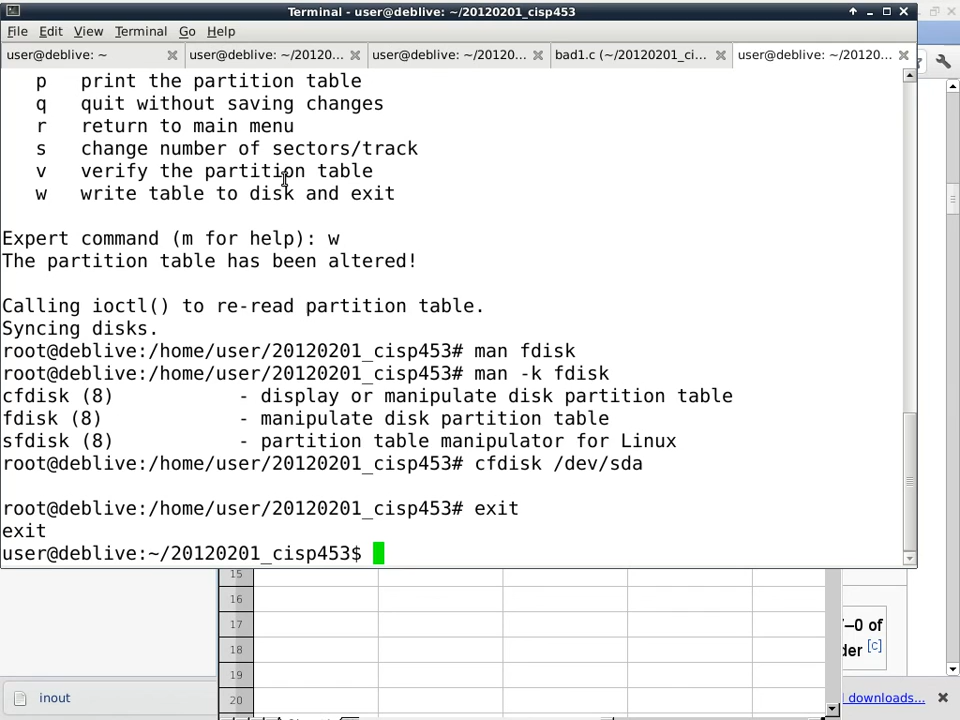 Terminal - user@deblive: ~/20120201_cisp453
File Edit View Terminal Go Help
user@deblive: ~
user@deblive: ~/20120...
user@deblive: ~/20120...
bad1.c (~/20120201_ci...
user@deblive: ~/20120...
p print the partition table
q quit without saving changes
r return to main menu
s change number of sectors/track
v verify the partition table
w write table to disk and exit
Expert command (m for help): w
The partition table has been altered!
Calling ioctl() to re-read partition table.
Syncing disks.
root@deblive:/home/user/20120201_cisp453# man fdisk
root@deblive:/home/user/20120201_cisp453# man -k fdisk
cfdisk (8) - display or manipulate disk partition table
fdisk (8) - manipulate disk partition table
sfdisk (8) - partition table manipulator for Linux
root@deblive:/home/user/20120201_cisp453# cfdisk /dev/sda
root@deblive:/home/user/20120201_cisp453# exit
exit
user@deblive:~/20120201_cisp453$
15
16
17
18
19
20
–0 of
der [c]
inout
downloads...